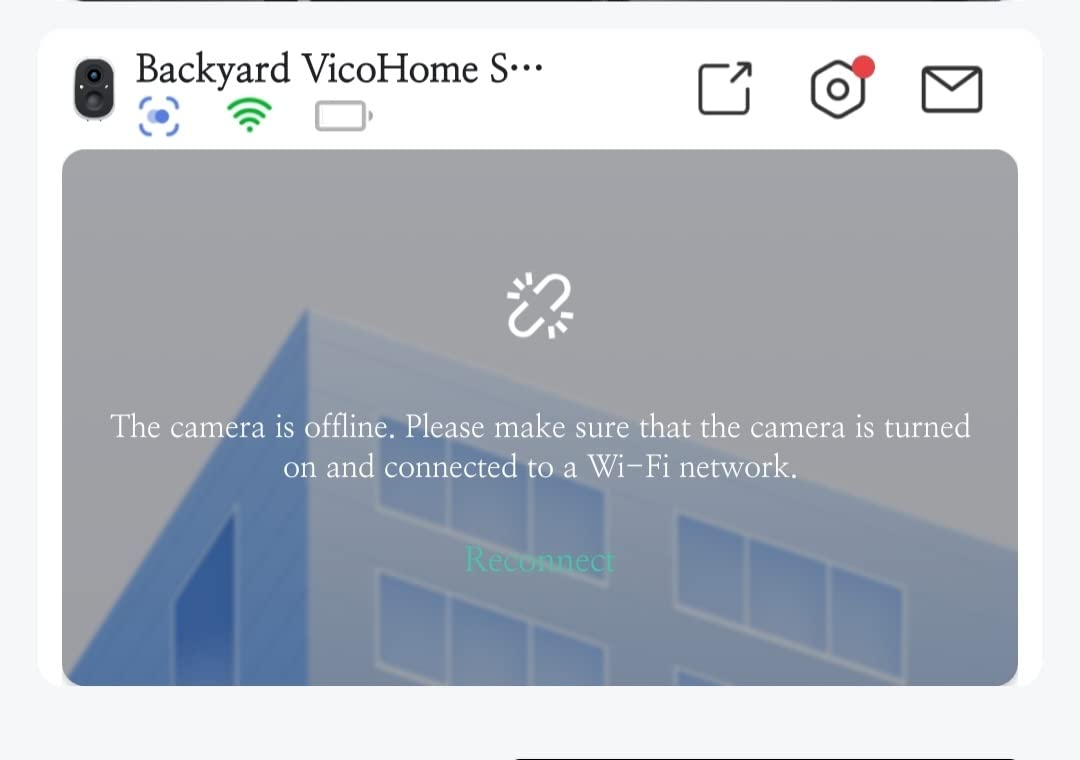 Backyard VicoHome S···
The camera is offline. Please make sure that the camera is turned
on and connected to a Wi-Fi network.
Reconnect